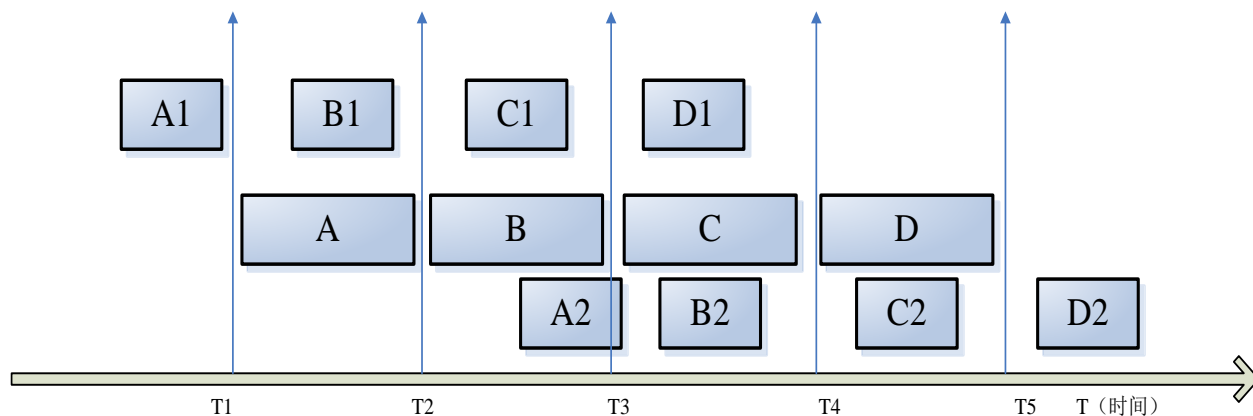 A1 B1 C1 D1
A B C D
A2 B2 C2 D2
T1 T2 T3 T4 T5 T（时间）